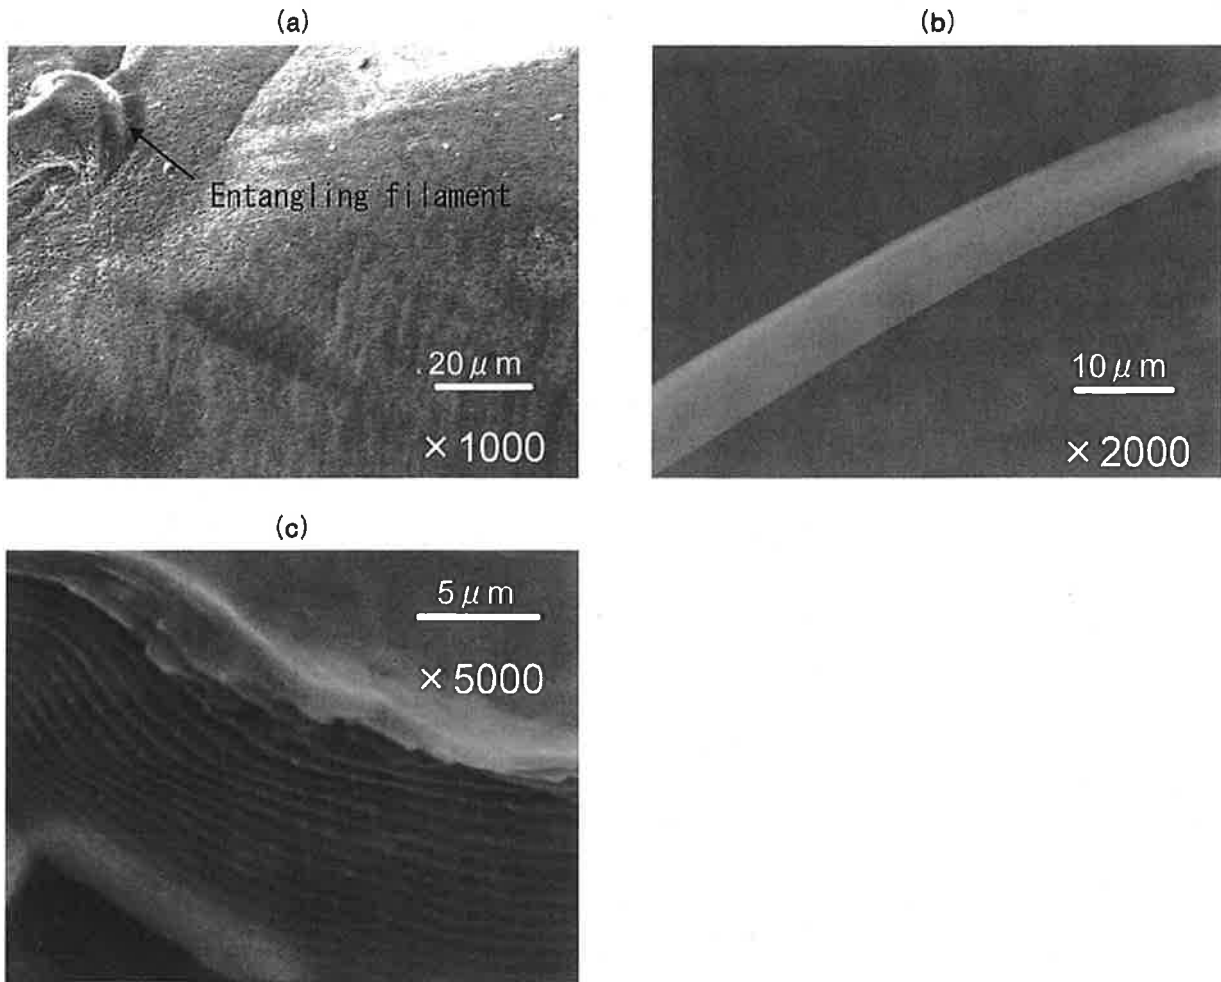 (a)
Entangling filament
20 μm
× 1000
(b)
10 μm
× 2000
(c)
5 μm
× 5000